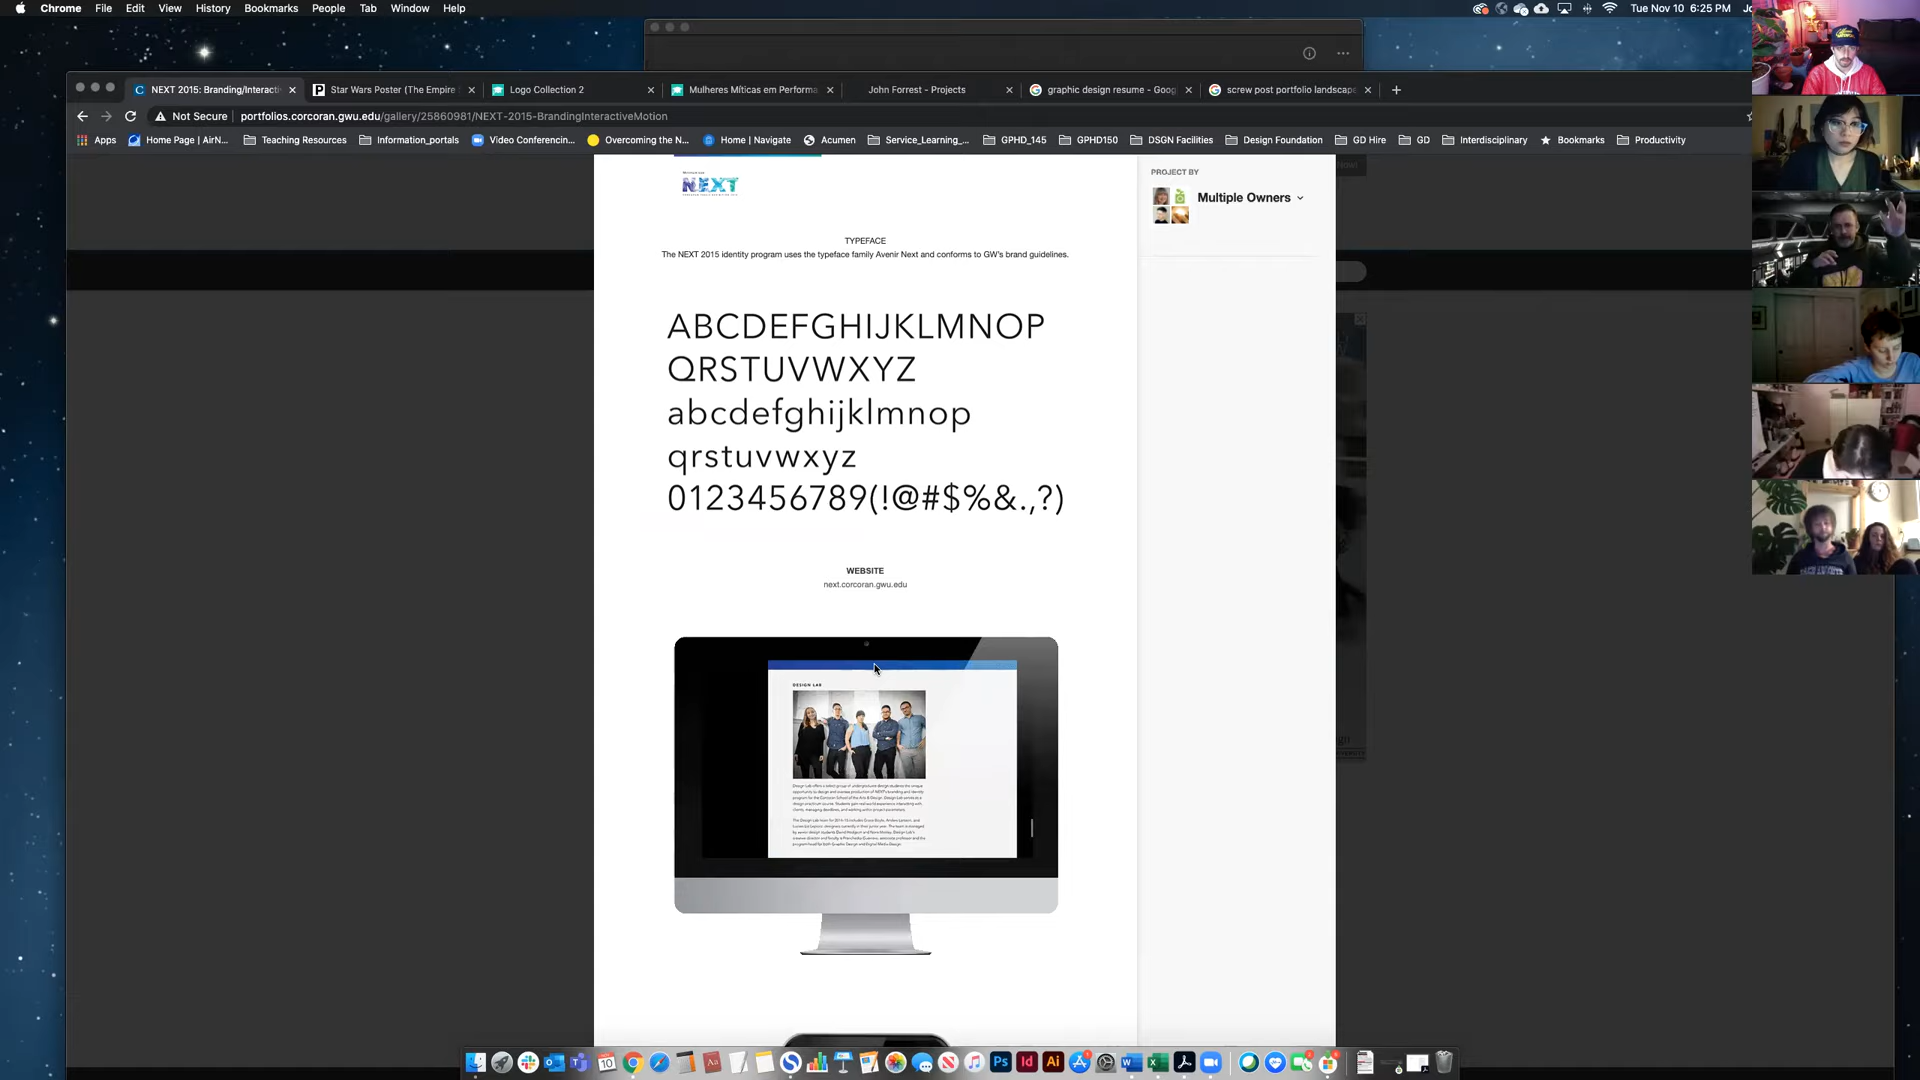 Chrome File Edit View History Bookmarks People Tab Window Help
Tue Nov 10 6:25 PM
NEXT 2015: Branding/Interacti
Star Wars Poster (The Empire
Logo Collection 2
Mulheres Míticas em Performa
John Forrest - Projects
graphic design resume - Goog
screw post portfolio landscape
Not Secure portfolios.corcoran.gwu.edu/gallery/25860981/NEXT-2015-BrandingInteractiveMotion
Apps
Home Page | AirN...
Teaching Resources
Information_portals
Video Conferencin...
Overcoming the N...
Home | Navigate
Acumen
Service_Learning_...
GPHD_145
GPHD150
DSGN Facilities
Design Foundation
GD Hire
GD
Interdisciplinary
Bookmarks
Productivity
NEXT
PROJECT BY
Multiple Owners
TYPEFACE
The NEXT 2015 identity program uses the typeface family Avenir Next and conforms to GW's brand guidelines.
ABCDEFGHIJKLMNOP
QRSTUVWXYZ
abcdefghijklmnop
qrstuvwxyz
0123456789(!@#$%&.,?)
WEBSITE
next.corcoran.gwu.edu
DESIGN LAB